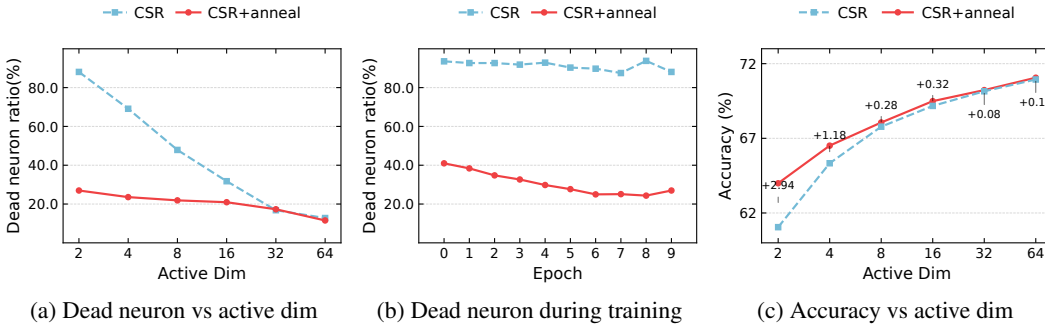 CSR CSR+anneal
Dead neuron ratio(%)
80.0
60.0
40.0
20.0
2 4 8 16 32 64
Active Dim
(a) Dead neuron vs active dim
CSR CSR+anneal
Dead neuron ratio(%)
80.0
60.0
40.0
20.0
0 1 2 3 4 5 6 7 8 9
Epoch
(b) Dead neuron during training
CSR CSR+anneal
Accuracy (%)
72
67
62
+2.94
+1.18
+0.28
+0.32
+0.08
+0.1
2 4 8 16 32 64
Active Dim
(c) Accuracy vs active dim